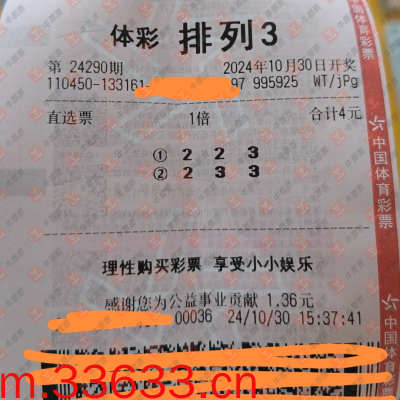 体彩 排列3
第 24290期 2024年10月30日开奖
110450-133161- 97 995925 WT/jPg
直选票 1倍 合计4元
① 2 2 3
② 2 3 3
理性购买彩票 享受小小娱乐
感谢您为公益事业贡献 1.36元
00036 24/10/30 15:37:41
m.33633.cn
中国体育彩票
中国体育彩票